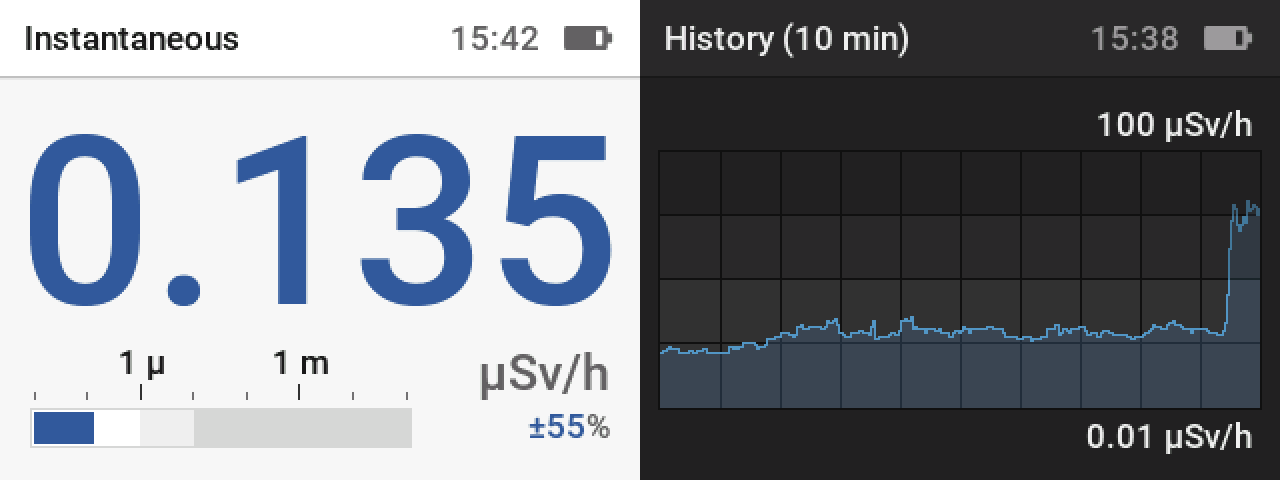 Instantaneous 15:42
0.135
1 µ 1 m
µSv/h
±55%
History (10 min) 15:38
100 µSv/h
0.01 µSv/h